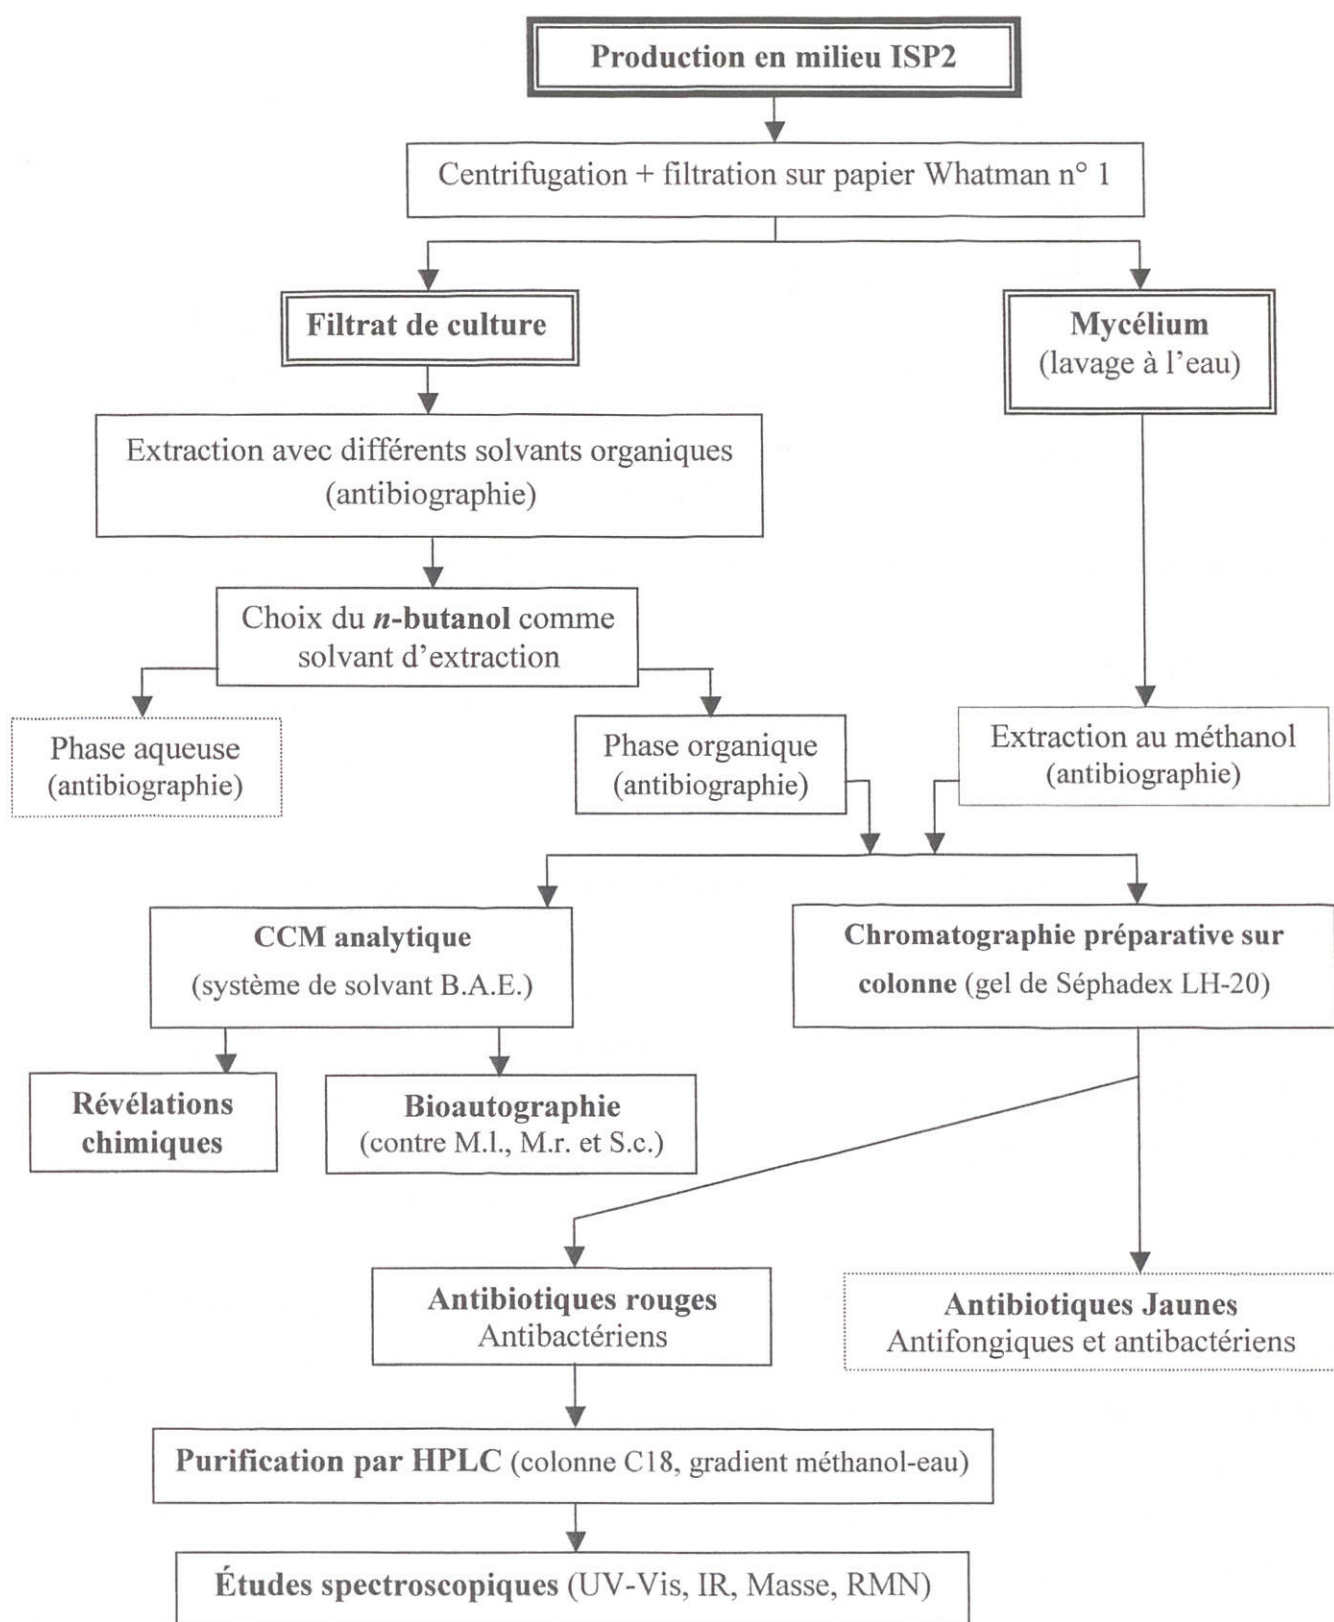 Production en milieu ISP2
Centrifugation + filtration sur papier Whatman n° 1
Filtrat de culture
Mycélium
(lavage à l'eau)
Extraction avec différents solvants organiques
(antibiographie)
Choix du n-butanol comme
solvant d'extraction
Phase aqueuse
(antibiographie)
Phase organique
(antibiographie)
Extraction au méthanol
(antibiographie)
CCM analytique
(système de solvant B.A.E.)
Chromatographie préparative sur
colonne (gel de Séphadex LH-20)
Révélations
chimiques
Bioautographie
(contre M.l., M.r. et S.c.)
Antibiotiques rouges
Antibactériens
Antibiotiques Jaunes
Antifongiques et antibactériens
Purification par HPLC (colonne C18, gradient méthanol-eau)
Études spectroscopiques (UV-Vis, IR, Masse, RMN)